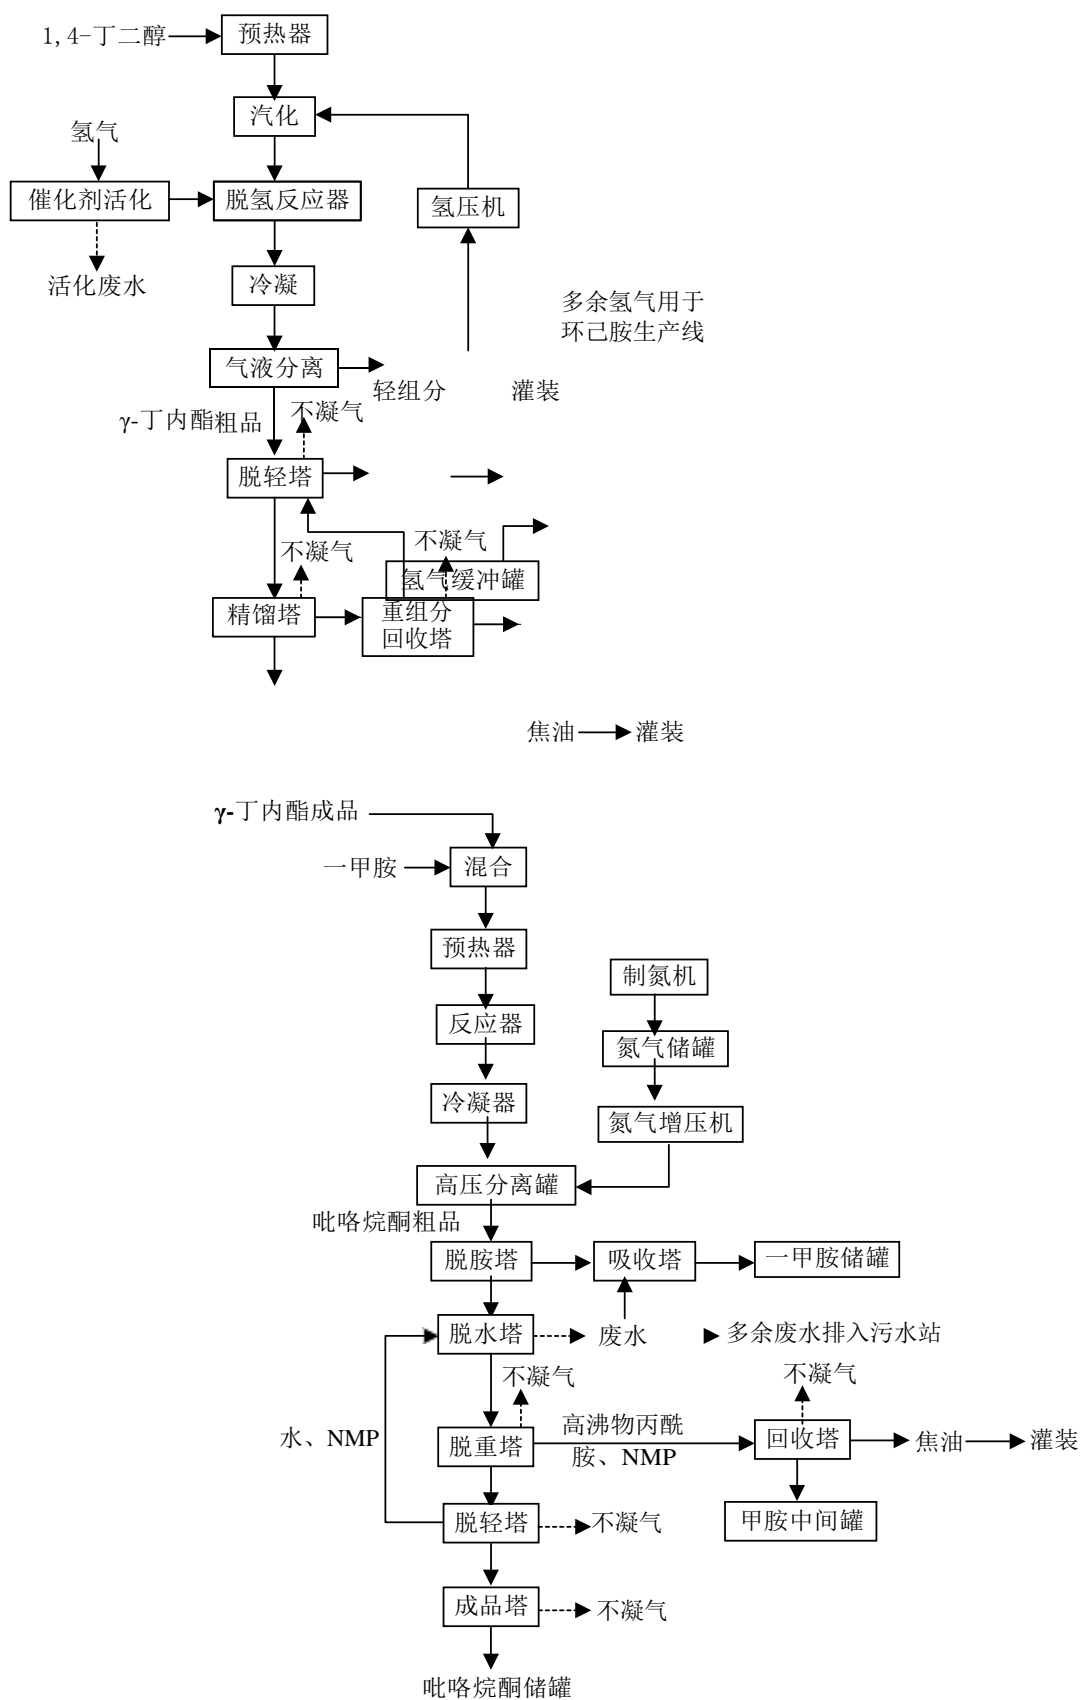 1,4-丁二醇
预热器
汽化
氢气
催化剂活化
脱氢反应器
氢压机
活化废水
冷凝
多余氢气用于
环己胺生产线
气液分离
轻组分
灌装
γ-丁内酯粗品
不凝气
脱轻塔
不凝气
不凝气
氢气缓冲罐
精馏塔
重组分
回收塔
焦油
灌装
γ-丁内酯成品
一甲胺
混合
预热器
制氮机
反应器
氮气储罐
冷凝器
氮气增压机
高压分离罐
吡咯烷酮粗品
脱胺塔
吸收塔
一甲胺储罐
脱水塔
废水
多余废水排入污水站
不凝气
不凝气
水、NMP
脱重塔
高沸物丙酰
胺、NMP
回收塔
焦油
灌装
脱轻塔
不凝气
甲胺中间罐
成品塔
不凝气
吡咯烷酮储罐